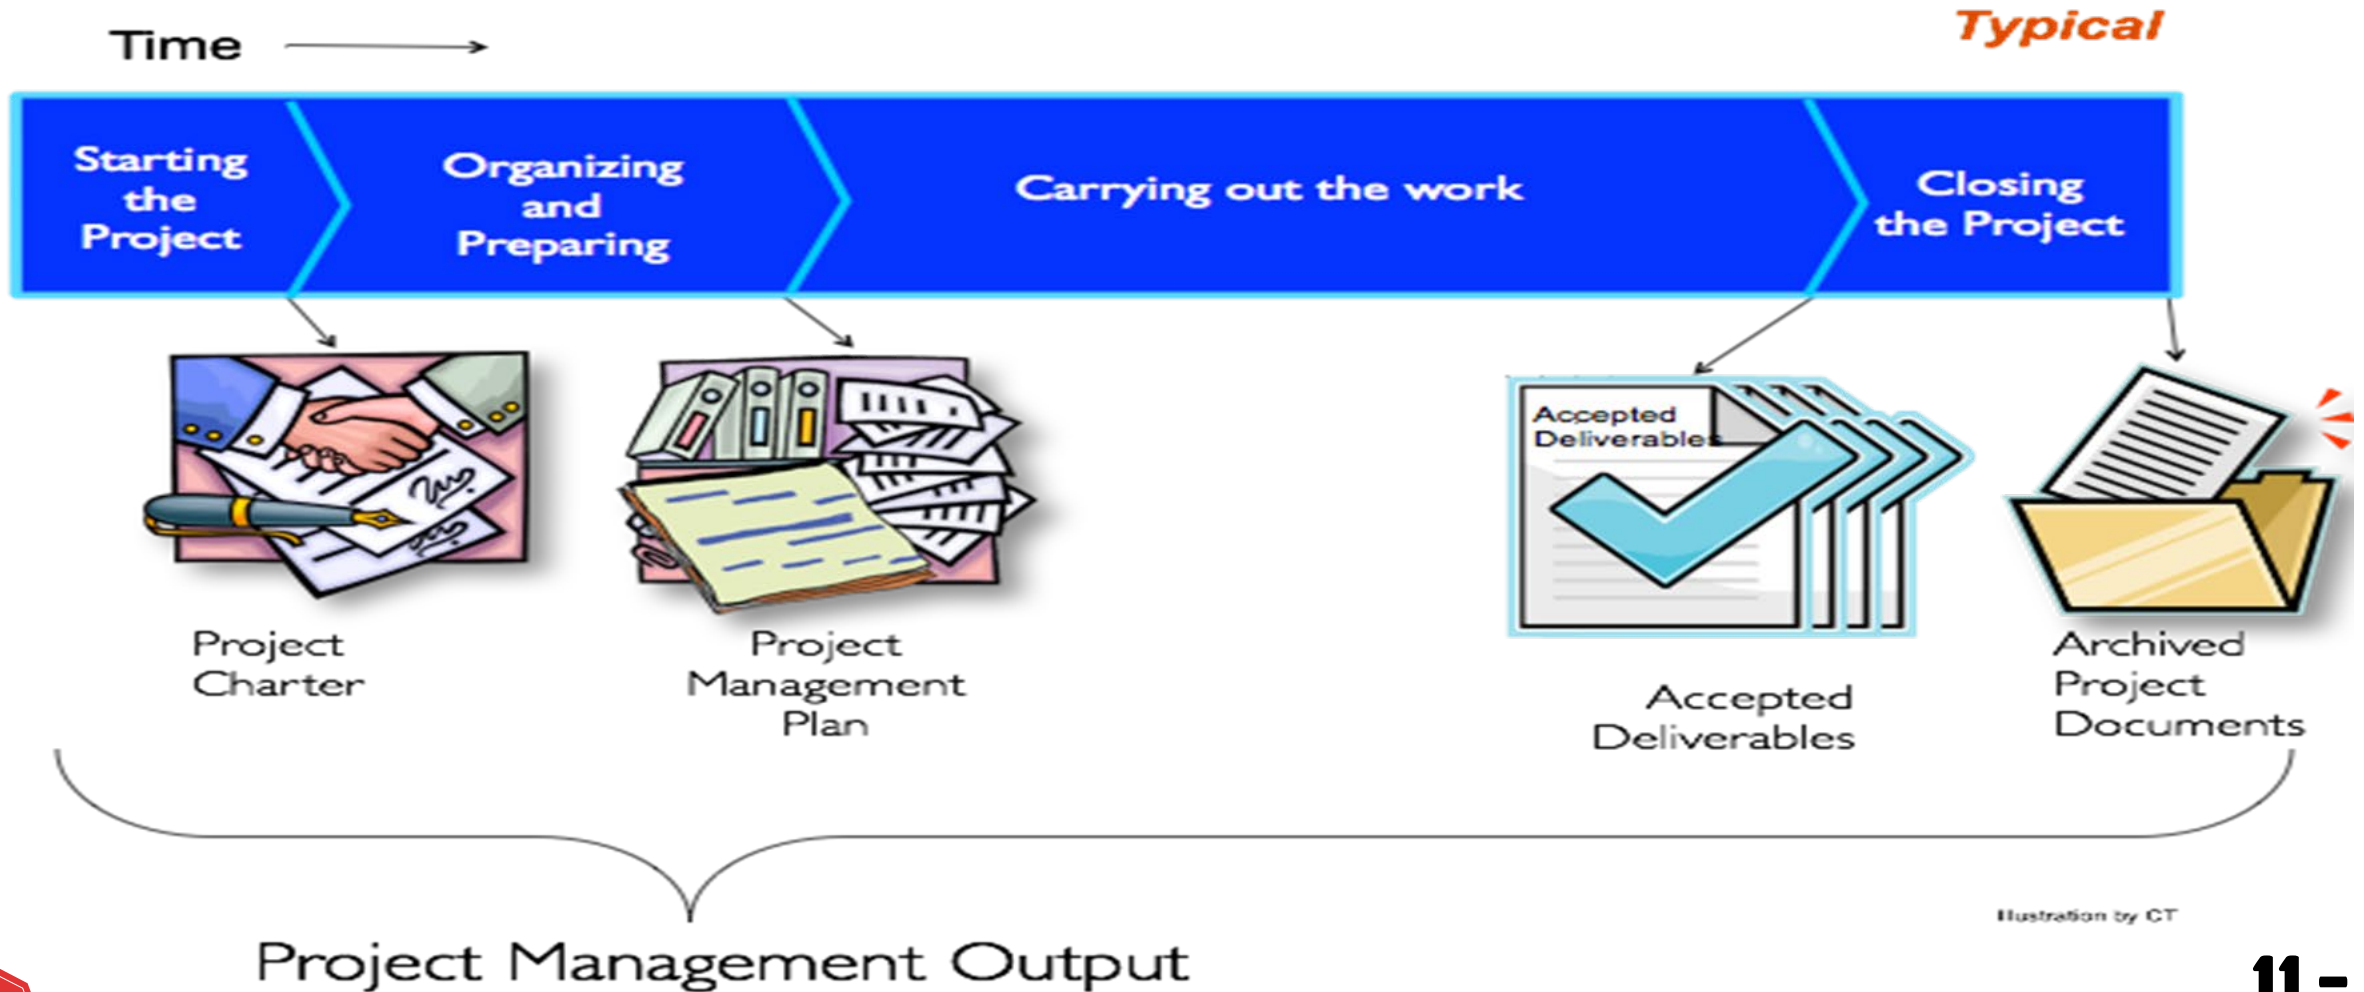 Time
Typical
Starting
the
Project
Organizing
and
Preparing
Carrying out the work
Closing
the Project
Accepted
Deliverables
Project
Charter
Project
Management
Plan
Accepted
Deliverables
Archived
Project
Documents
Illustration by CT
Project Management Output
11 –